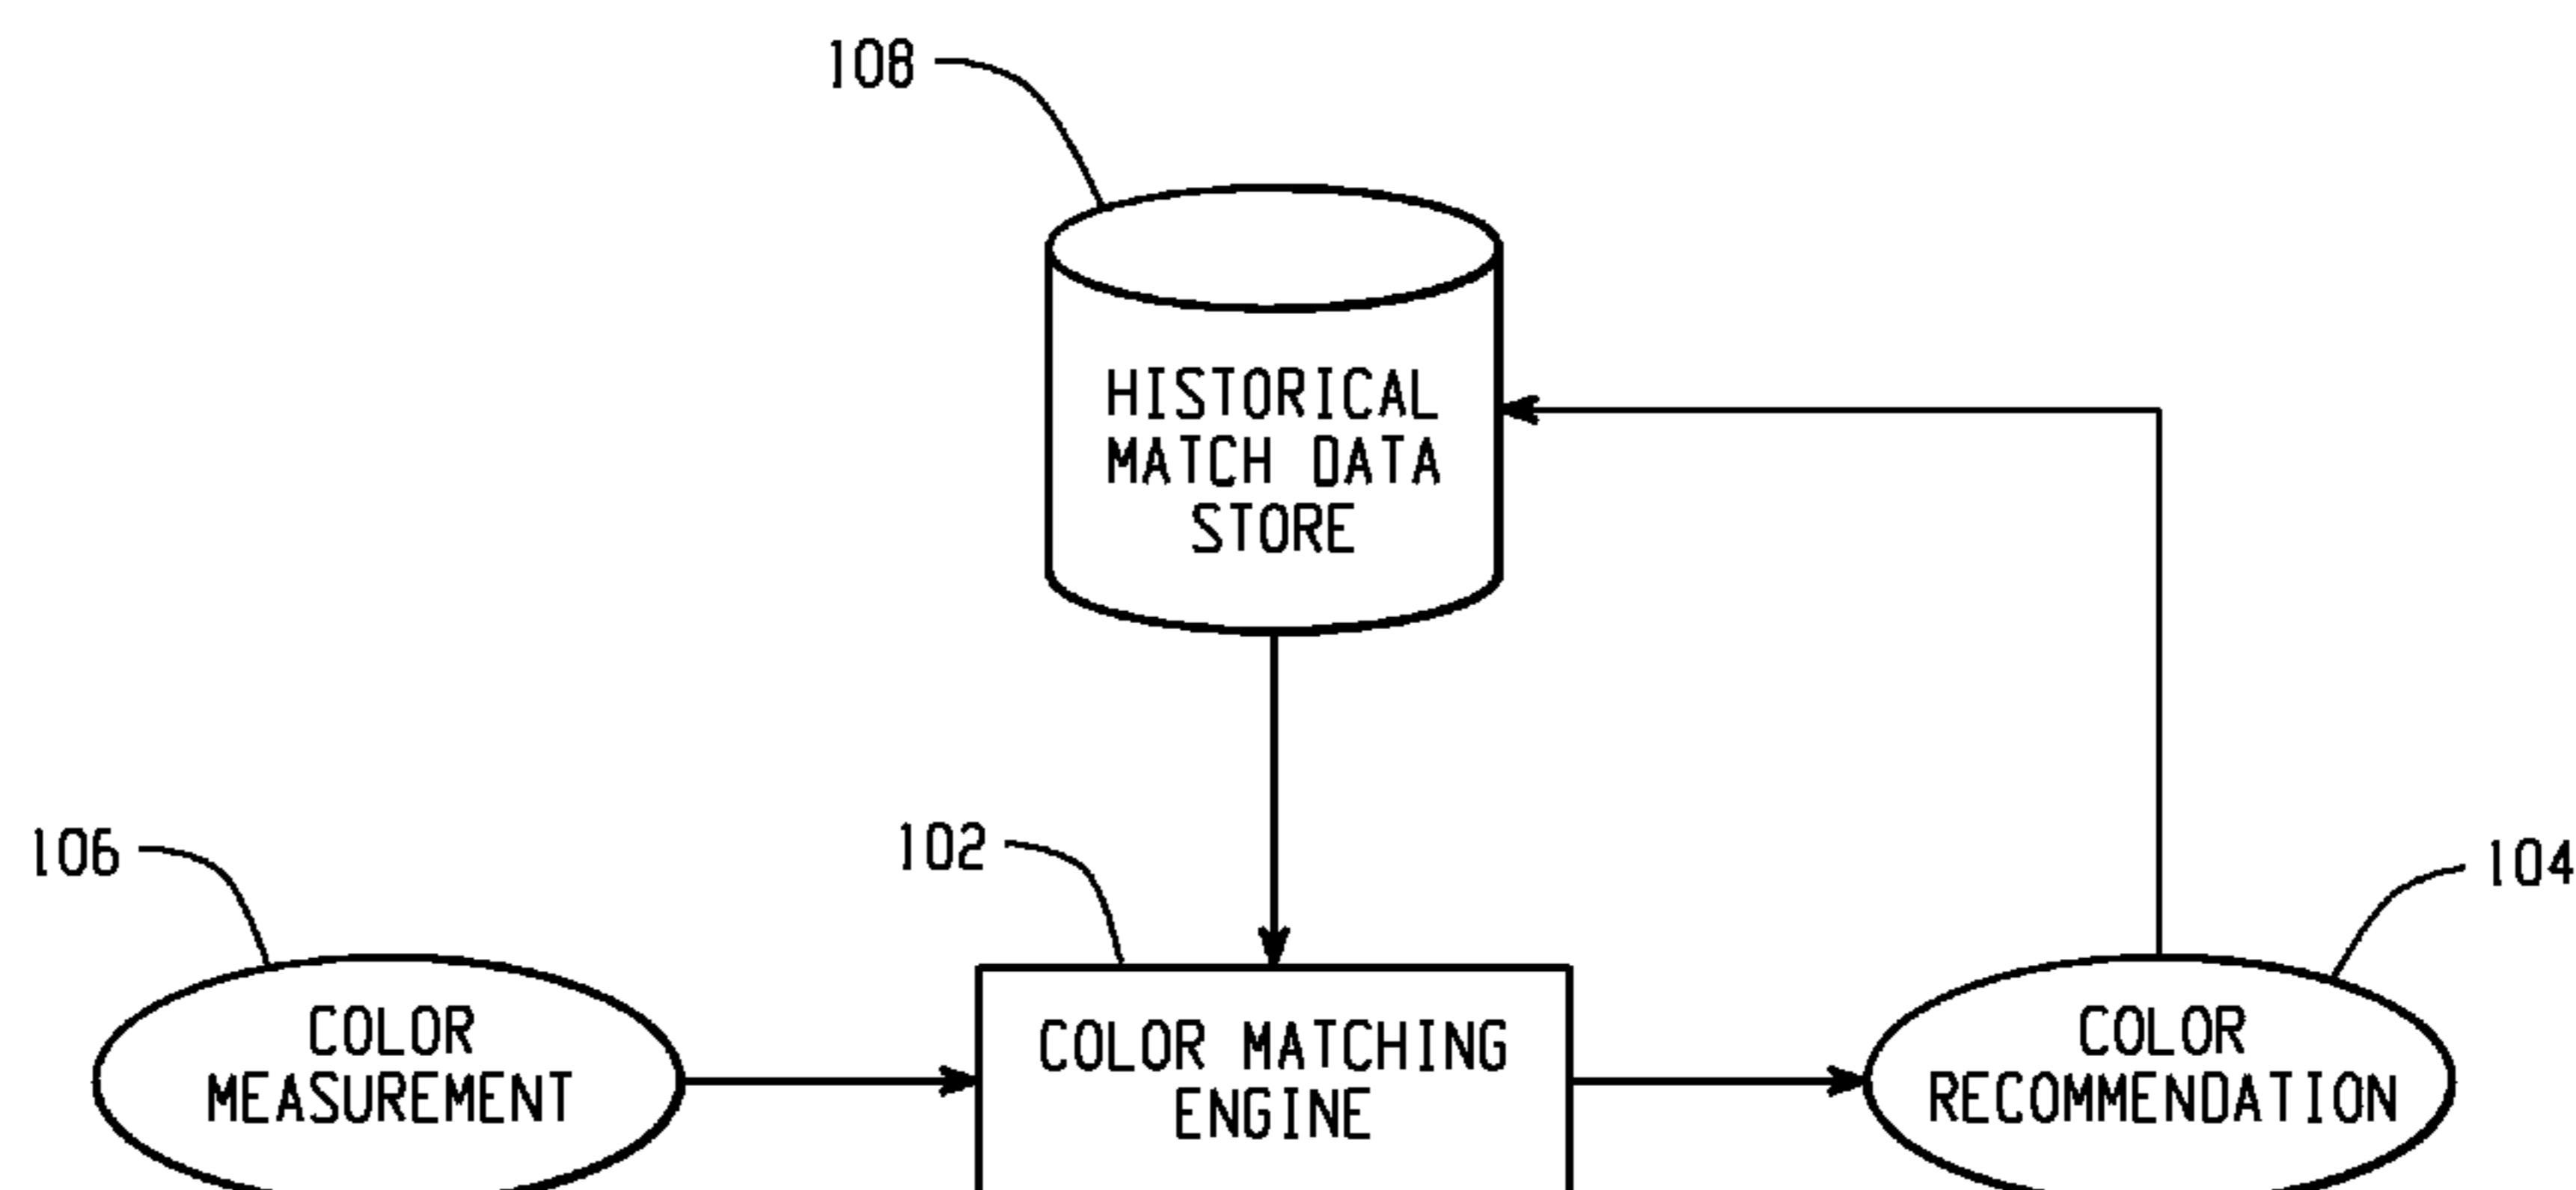 108
HISTORICAL
MATCH DATA
STORE
106
102
104
COLOR
MEASUREMENT
COLOR MATCHING
ENGINE
COLOR
RECOMMENDATION